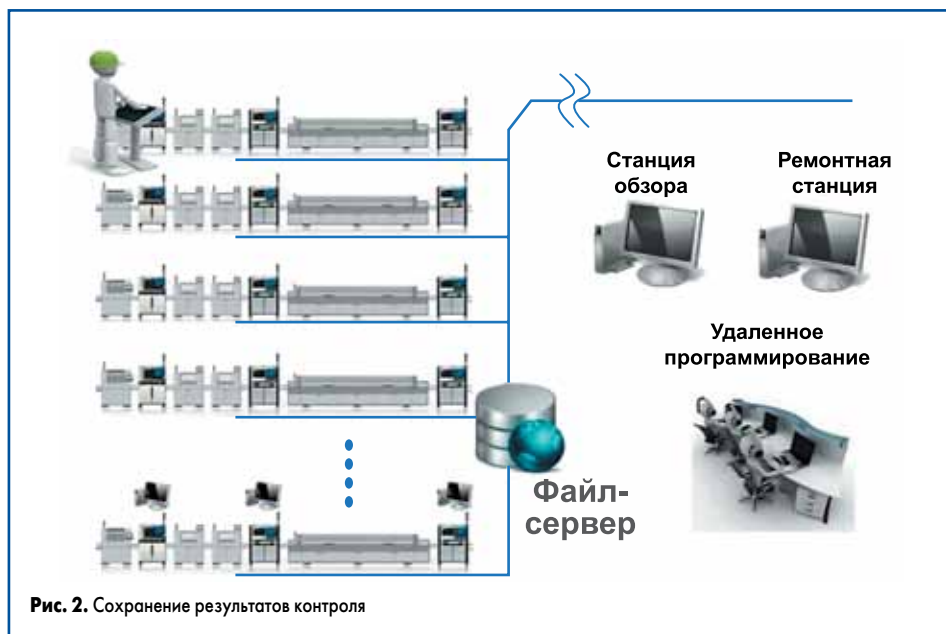 Станция
обзора
Ремонтная
станция
Удаленное
программирование
Файл-
сервер
Рис. 2. Сохранение результатов контроля